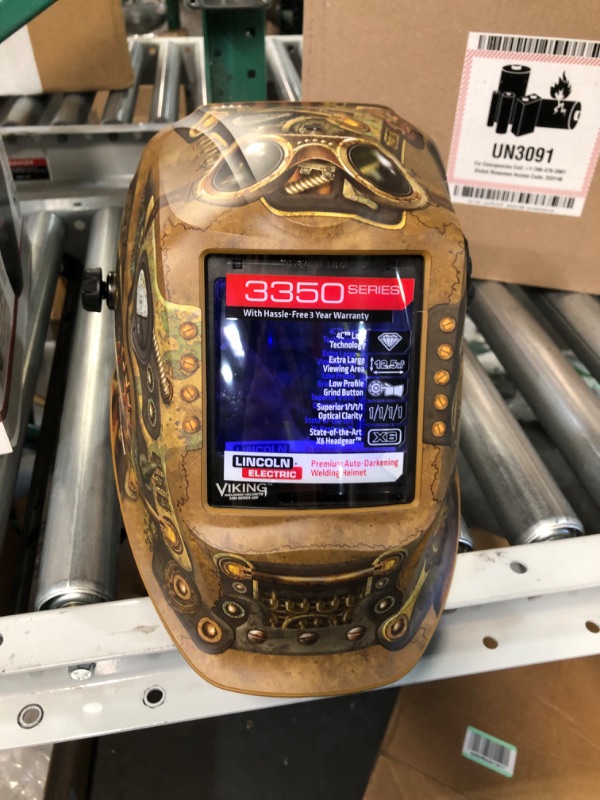 UN3091
3350 SERIES
With Hassle-Free 3 Year Warranty
Technology
Extra Large
Viewing Area
12.5
Low Profile
Grind Button
Superior 1/1/1/1
Optical Clarity
1/1/1/1
State-of-the-Art
X6 Headgear™
X6
LINCOLN
ELECTRIC
Premium Auto-Darkening
Welding Helmet
VIKING